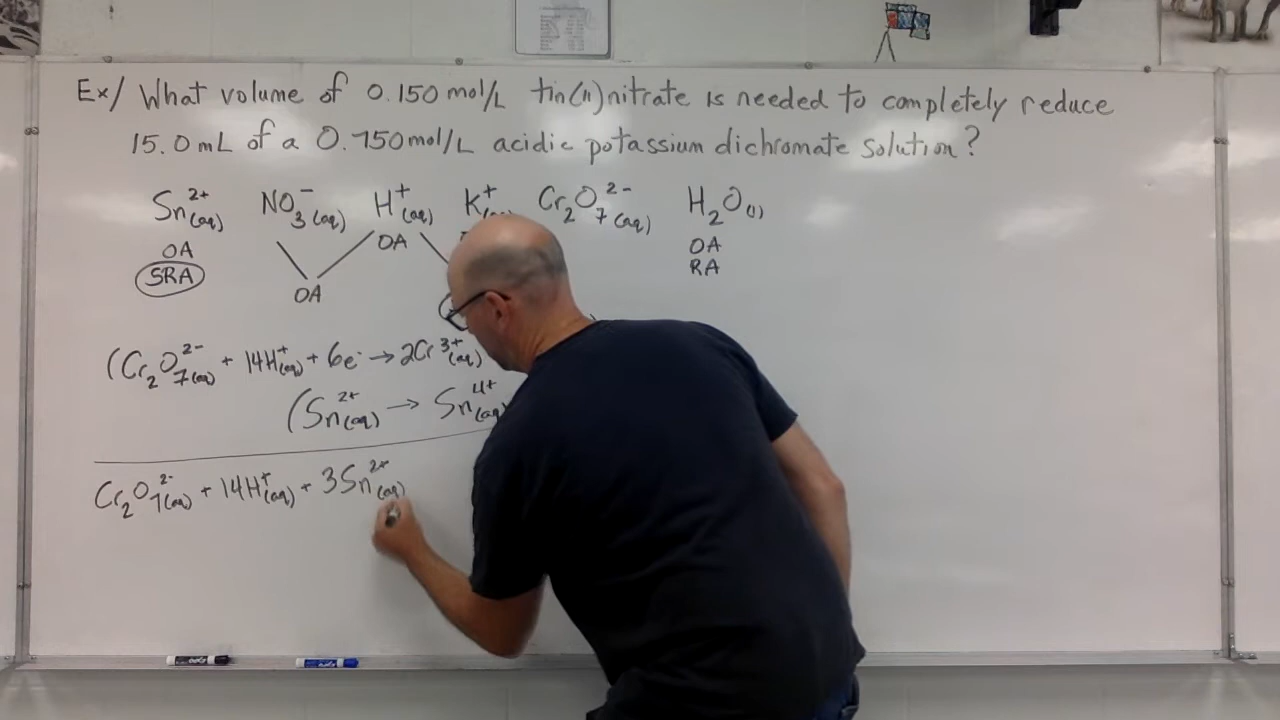 Ex/ What volume of 0.150 mol/L tin(II) nitrate is needed to completely reduce
15.0 mL of a 0.750 mol/L acidic potassium dichromate solution?
Sn²⁺(aq) NO₃⁻(aq) H⁺(aq) K⁺ Cr₂O₇²⁻(aq) H₂O(l)
OA OA OA
SRA RA
OA
(Cr₂O₇²⁻(aq) + 14H⁺(aq) + 6e⁻ → 2Cr³⁺(aq)
(Sn²⁺(aq) → Sn⁴⁺(aq)
Cr₂O₇²⁻(aq) + 14H⁺(aq) + 3Sn²⁺(aq)